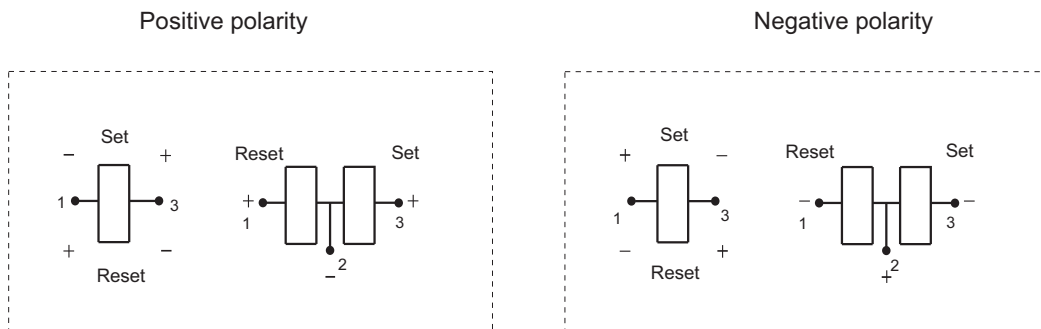 Positive polarity
Negative polarity
Set
− +
1 3
+ −
Reset
Reset Set
+ +
1 3
2
−
Set
+ −
1 3
− +
Reset
Reset Set
− −
1 3
2
+